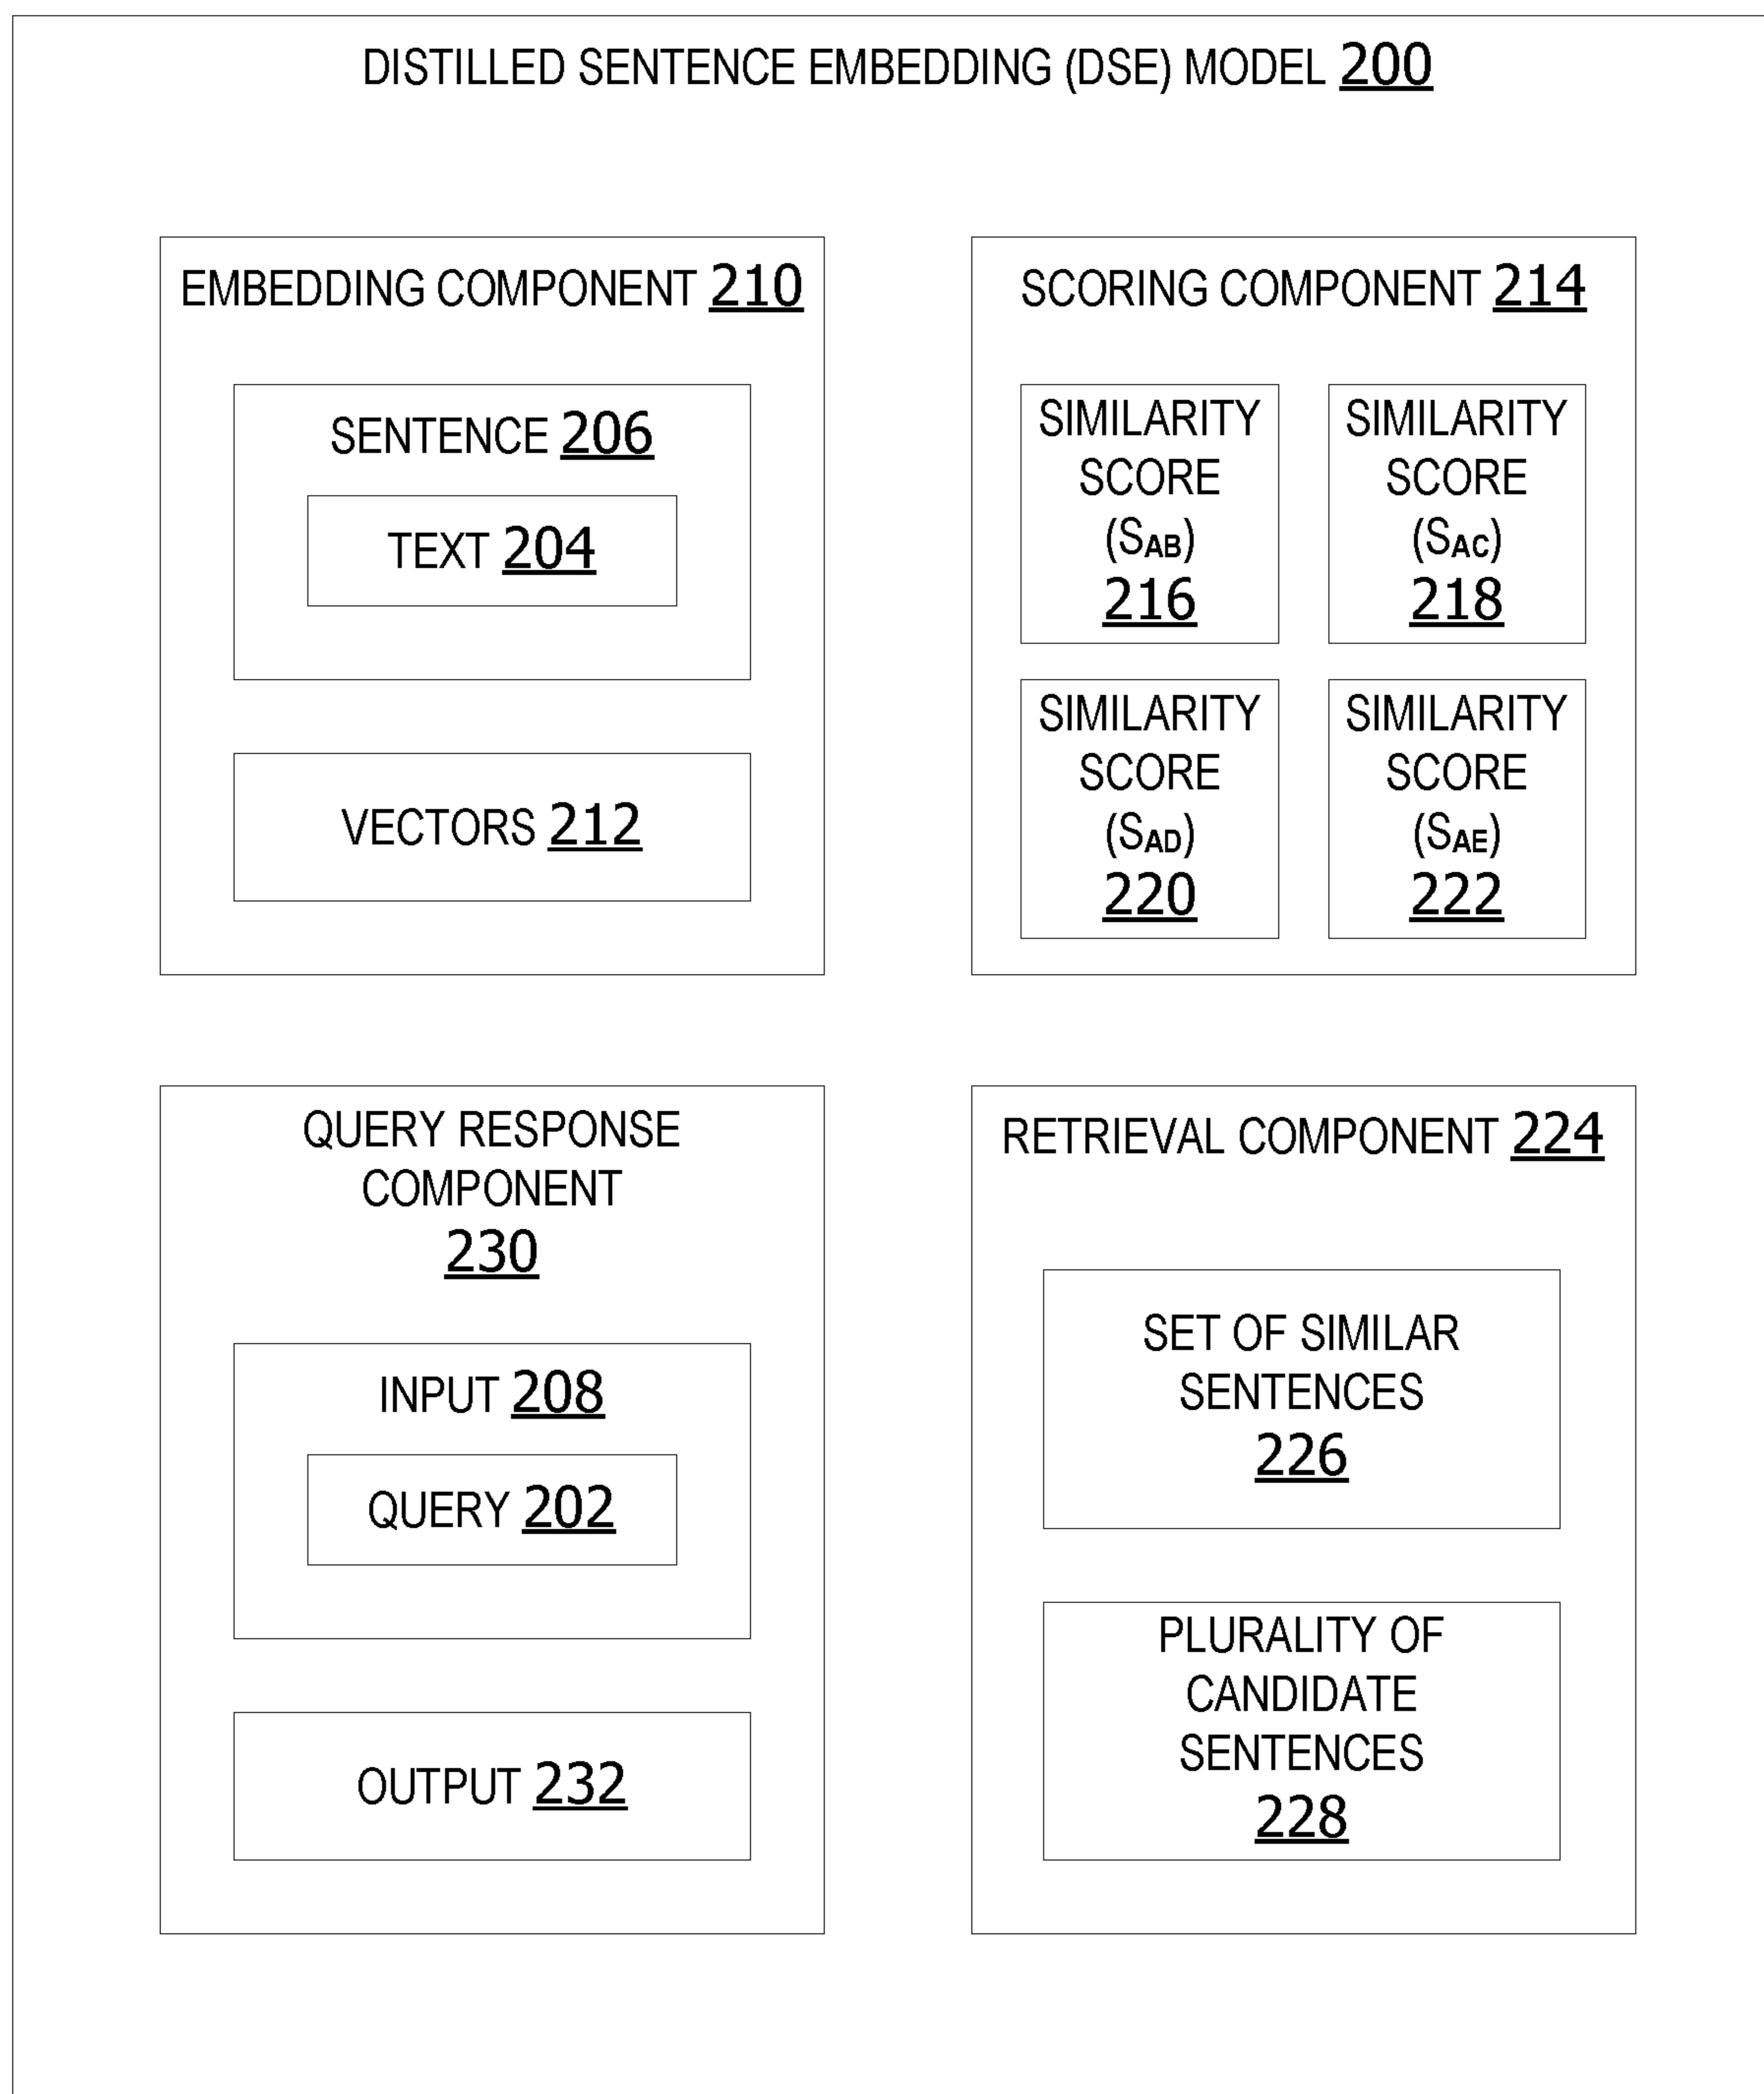 DISTILLED SENTENCE EMBEDDING (DSE) MODEL 200
EMBEDDING COMPONENT 210
SENTENCE 206
TEXT 204
VECTORS 212
SCORING COMPONENT 214
SIMILARITY
SCORE
(SAB)
216
SIMILARITY
SCORE
(SAC)
218
SIMILARITY
SCORE
(SAD)
220
SIMILARITY
SCORE
(SAE)
222
QUERY RESPONSE
COMPONENT
230
INPUT 208
QUERY 202
OUTPUT 232
RETRIEVAL COMPONENT 224
SET OF SIMILAR
SENTENCES
226
PLURALITY OF
CANDIDATE
SENTENCES
228